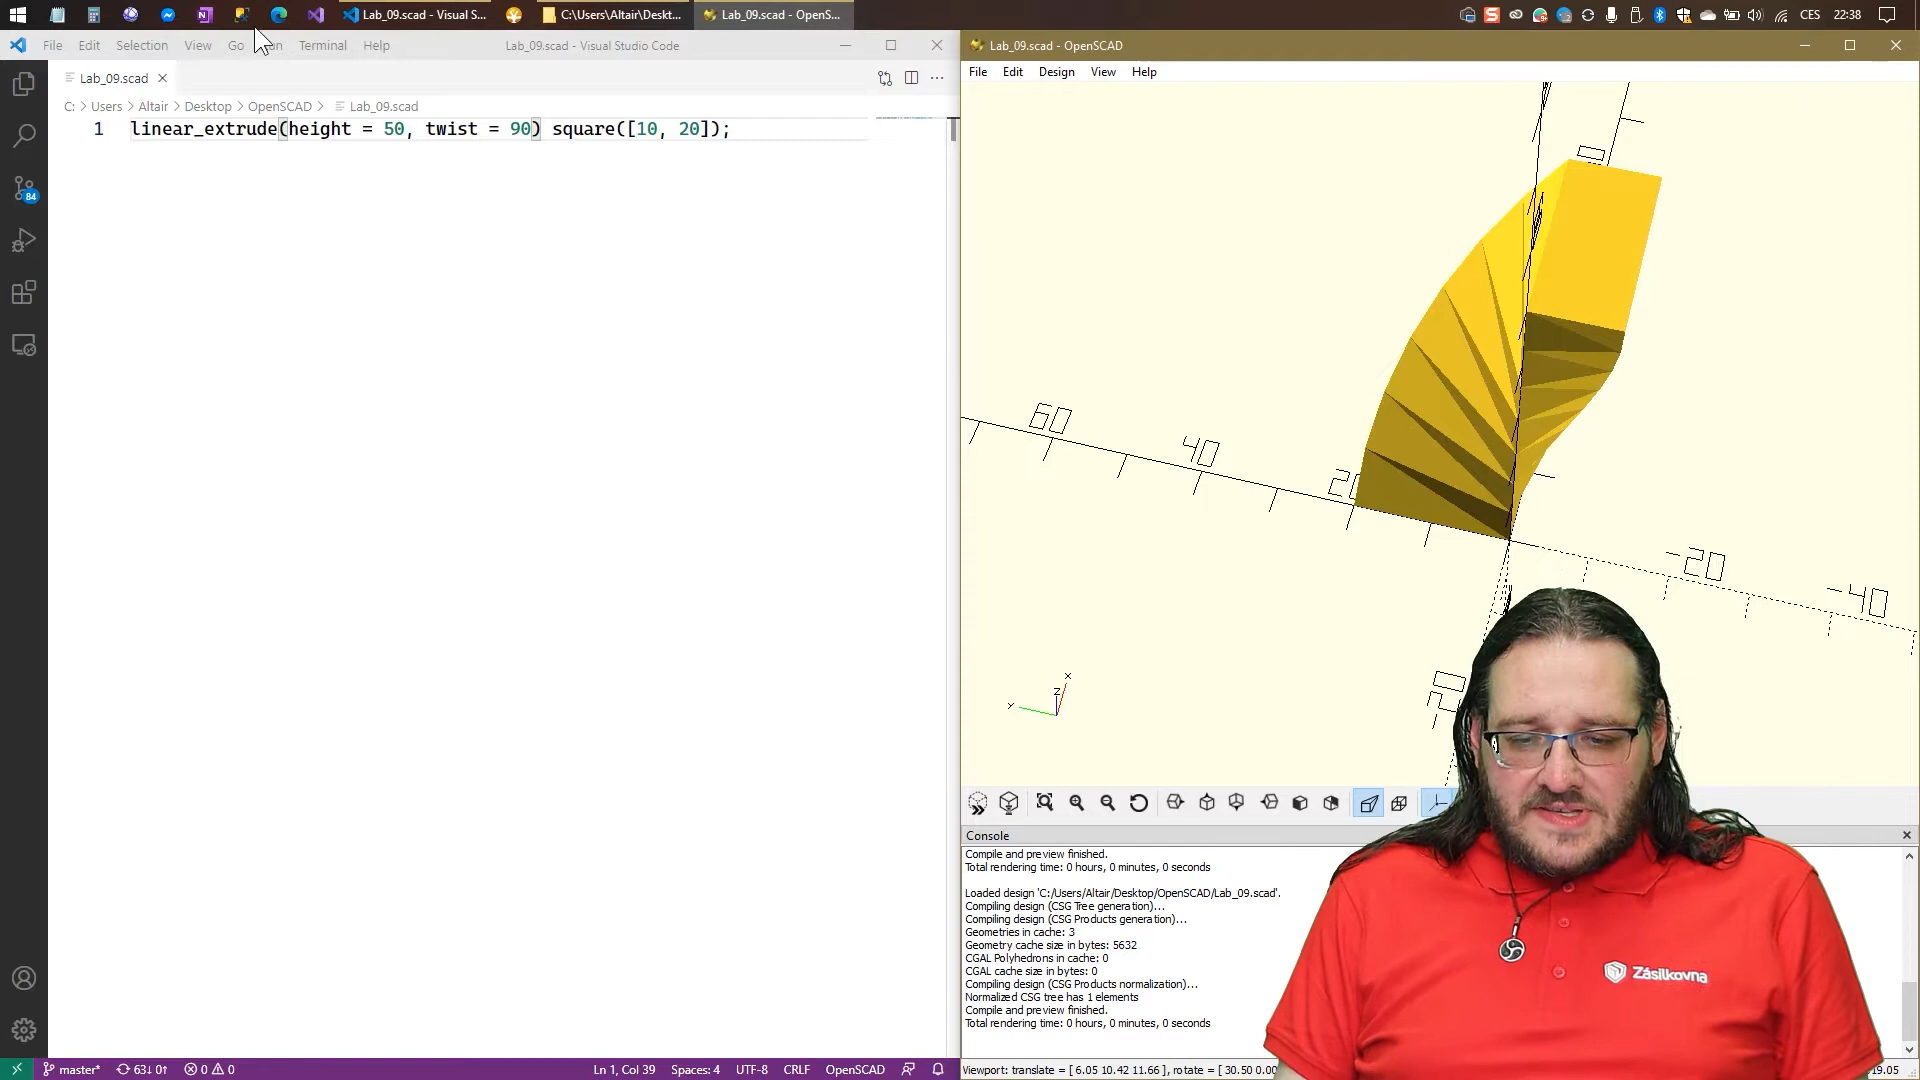 Lab_09.scad - Visual S...
C:\Users\Altair\Deskt...
Lab_09.scad - OpenS...
CES
22:38
File
Edit
Selection
View
Go
Terminal
Help
Lab_09.scad - Visual Studio Code
Lab_09.scad - OpenSCAD
File
Edit
Design
View
Help
Lab_09.scad
C: > Users > Altair > Desktop > OpenSCAD > Lab_09.scad
1
linear_extrude(height = 50, twist = 90) square([10, 20]);
60
40
-20
-40
84
X
Y
Z
Console
Compile and preview finished.
Total rendering time: 0 hours, 0 minutes, 0 seconds
Loaded design 'C:/Users/Altair/Desktop/OpenSCAD/Lab_09.scad'.
Compiling design (CSG Tree generation)...
Compiling design (CSG Products generation)...
Geometries in cache: 3
Geometry cache size in bytes: 5632
CGAL Polyhedrons in cache: 0
CGAL cache size in bytes: 0
Compiling design (CSG Products normalization)...
Normalized CSG tree has 1 elements
Compile and preview finished.
Total rendering time: 0 hours, 0 minutes, 0 seconds
Zásilkovna
master*
63↓ 0↑
0
0
Ln 1, Col 39
Spaces: 4
UTF-8
CRLF
OpenSCAD
Viewport: translate = [ 6.05 10.42 11.66 ], rotate = [ 30.50 0.00